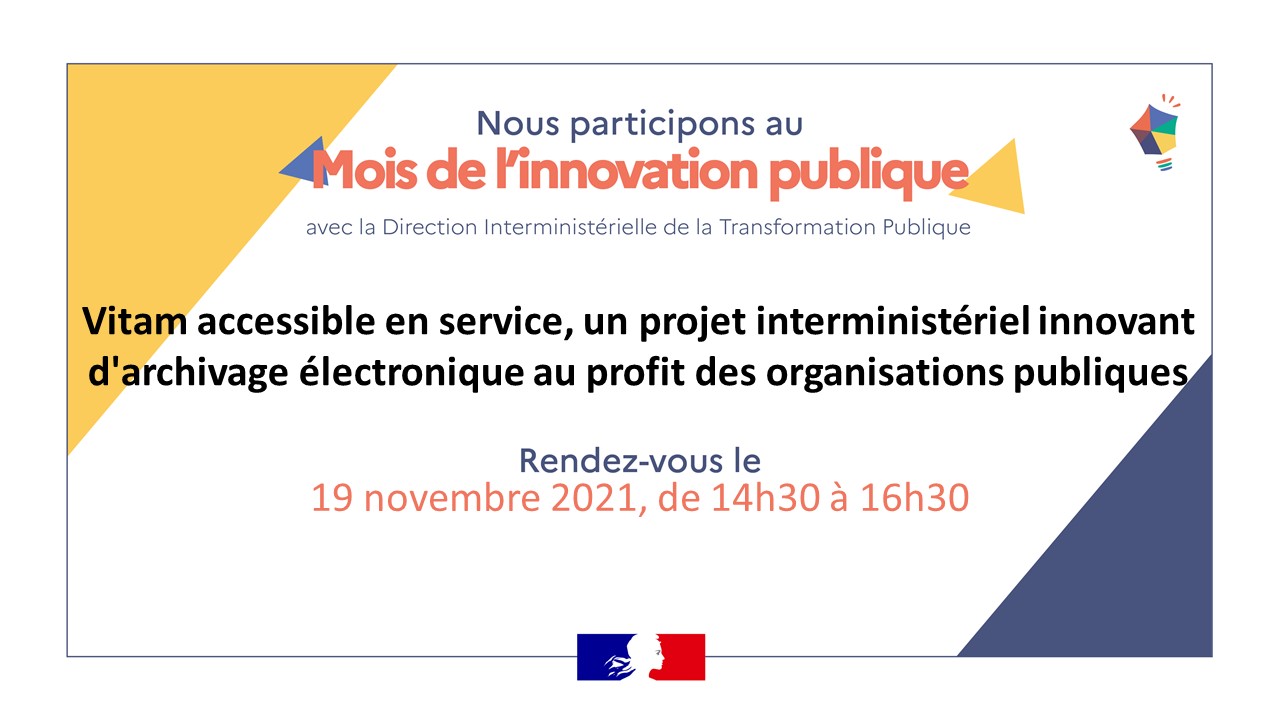 Nous participons au
Mois de l’innovation publique
avec la Direction Interministérielle de la Transformation Publique
Vitam accessible en service, un projet interministériel innovant
d'archivage électronique au profit des organisations publiques
Rendez-vous le
19 novembre 2021, de 14h30 à 16h30